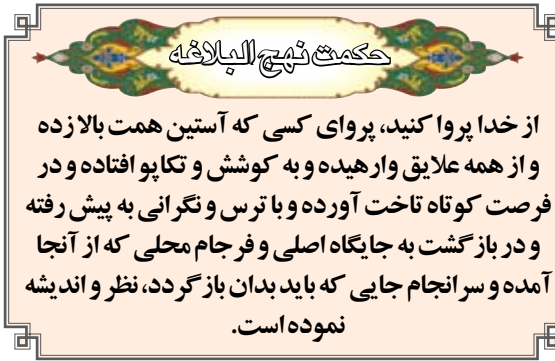 حکمت نهج البلاغه
از خدا پروا کنید، پروای کسی که آستین همت بالا زده
و از همه علایق وارهیده و به کوشش و تکاپو افتاده و در
فرصت کوتاه تاخت آورده و با ترس و نگرانی به پیش رفته
و در بازگشت به جایگاه اصلی و فرجام محلی که از آنجا
آمده و سرانجام جایی که باید بدان بازگردد، نظر و اندیشه
نموده است.